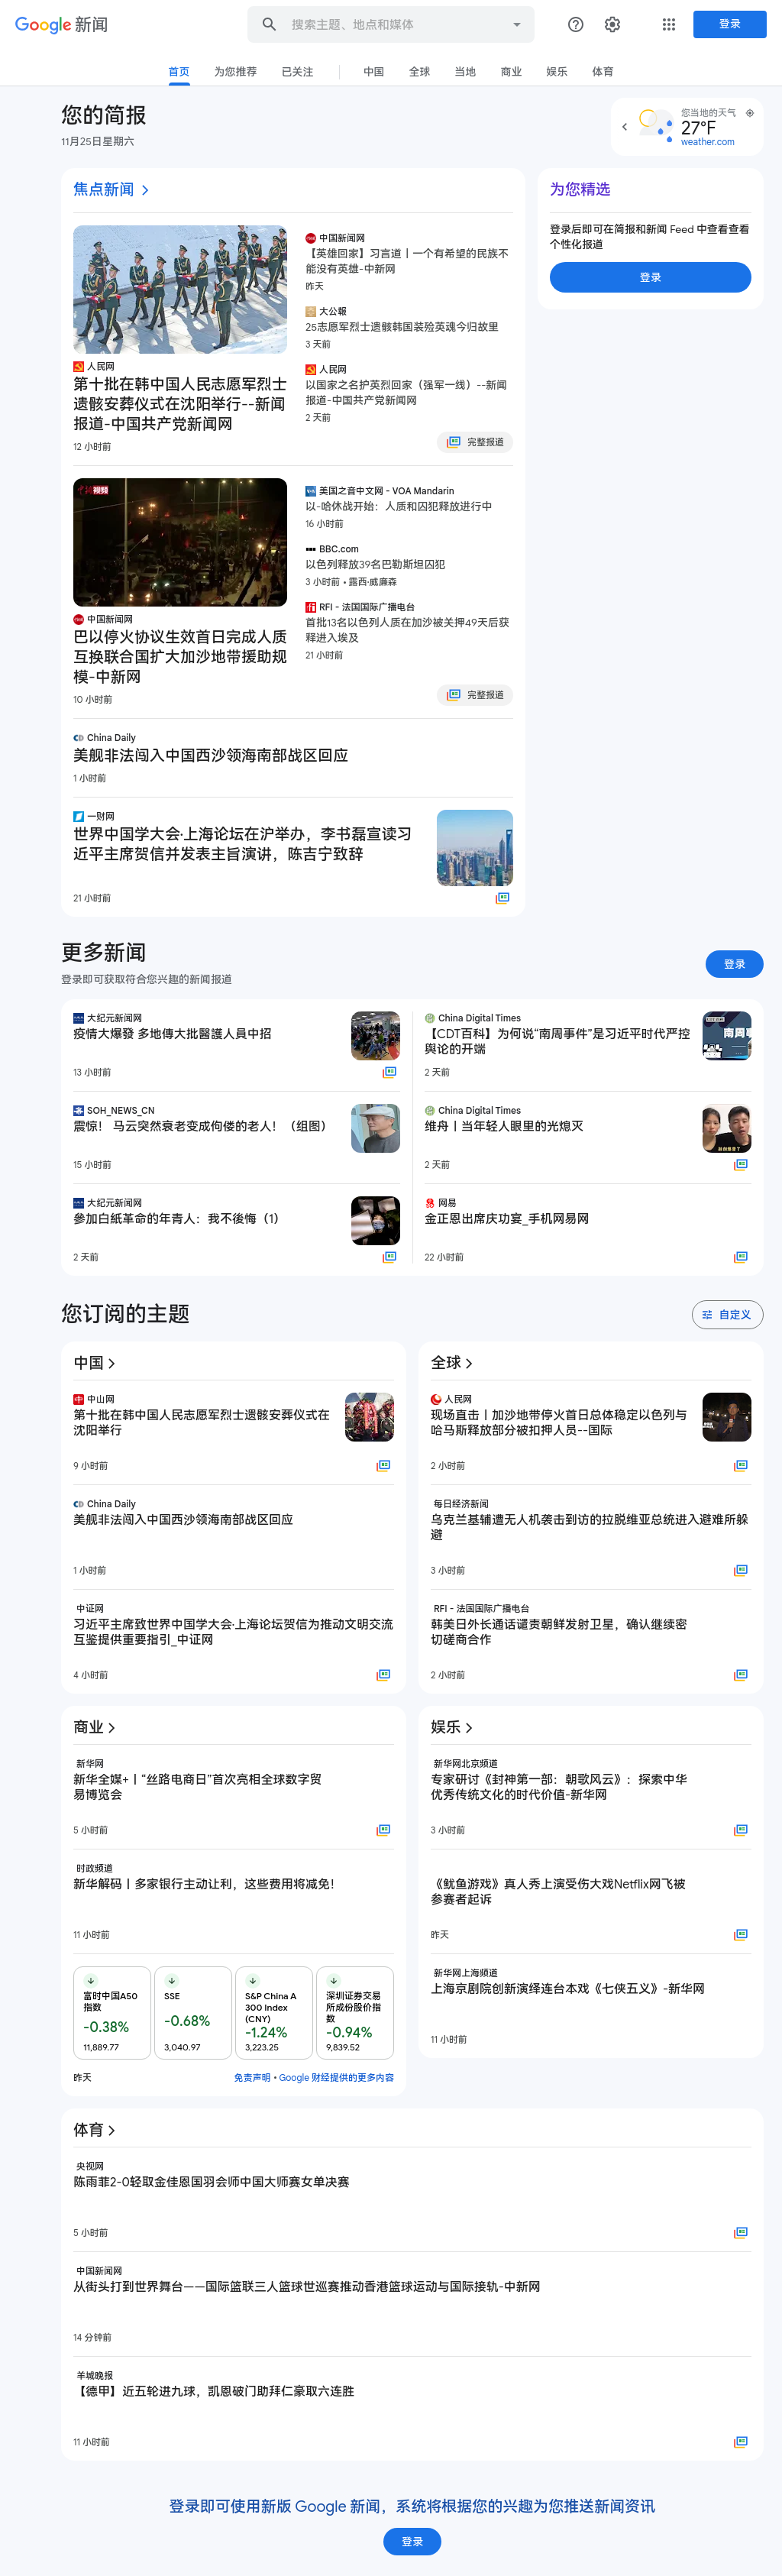 Google 新闻
搜索主题、地点和媒体
登录
首页
为您推荐
已关注
中国
全球
当地
商业
娱乐
体育
您的简报
11月25日星期六
您当地的天气
27°F
weather.com
焦点新闻
人民网
第十批在韩中国人民志愿军烈士
遗骸安葬仪式在沈阳举行--新闻
报道-中国共产党新闻网
12 小时前
中国新闻网
【英雄回家】习言道丨一个有希望的民族不
能没有英雄-中新网
昨天
大公報
25志愿军烈士遗骸韩国装殓英魂今归故里
3 天前
人民网
以国家之名护英烈回家（强军一线）--新闻
报道-中国共产党新闻网
2 天前
完整报道
中国新闻网
巴以停火协议生效首日完成人质
互换联合国扩大加沙地带援助规
模-中新网
10 小时前
美国之音中文网 - VOA Mandarin
以-哈休战开始：人质和囚犯释放进行中
16 小时前
BBC.com
以色列释放39名巴勒斯坦囚犯
3 小时前 • 露西·威廉森
RFI - 法国国际广播电台
首批13名以色列人质在加沙被关押49天后获
释进入埃及
21 小时前
完整报道
China Daily
美舰非法闯入中国西沙领海南部战区回应
1 小时前
一财网
世界中国学大会·上海论坛在沪举办，李书磊宣读习
近平主席贺信并发表主旨演讲，陈吉宁致辞
21 小时前
为您精选
登录后即可在简报和新闻 Feed 中查看查看
个性化报道
登录
更多新闻
登录即可获取符合您兴趣的新闻报道
登录
大纪元新闻网
疫情大爆發 多地傳大批醫護人員中招
13 小时前
SOH_NEWS_CN
震惊！ 马云突然衰老变成佝偻的老人！（组图）
15 小时前
大纪元新闻网
參加白紙革命的年青人：我不後悔（1）
2 天前
China Digital Times
【CDT百科】为何说“南周事件”是习近平时代严控
舆论的开端
2 天前
China Digital Times
维舟丨当年轻人眼里的光熄灭
2 天前
网易
金正恩出席庆功宴_手机网易网
22 小时前
您订阅的主题
自定义
中国
中山网
第十批在韩中国人民志愿军烈士遗骸安葬仪式在
沈阳举行
9 小时前
China Daily
美舰非法闯入中国西沙领海南部战区回应
1 小时前
中证网
习近平主席致世界中国学大会·上海论坛贺信为推动文明交流
互鉴提供重要指引_中证网
4 小时前
全球
人民网
现场直击丨加沙地带停火首日总体稳定以色列与
哈马斯释放部分被扣押人员--国际
2 小时前
每日经济新闻
乌克兰基辅遭无人机袭击到访的拉脱维亚总统进入避难所躲
避
3 小时前
RFI - 法国国际广播电台
韩美日外长通话谴责朝鲜发射卫星，确认继续密
切磋商合作
2 小时前
商业
新华网
新华全媒+丨“丝路电商日”首次亮相全球数字贸
易博览会
5 小时前
时政频道
新华解码丨多家银行主动让利，这些费用将减免！
11 小时前
富时中国A50
指数
-0.38%
11,889.77
SSE
-0.68%
3,040.97
S&P China A
300 Index
(CNY)
-1.24%
3,223.25
深圳证券交易
所成份股价指
数
-0.94%
9,839.52
昨天
免责声明 • Google 财经提供的更多内容
娱乐
新华网北京频道
专家研讨《封神第一部：朝歌风云》：探索中华
优秀传统文化的时代价值-新华网
3 小时前
《鱿鱼游戏》真人秀上演受伤大戏Netflix网飞被
参赛者起诉
昨天
新华网上海频道
上海京剧院创新演绎连台本戏《七侠五义》-新华网
11 小时前
体育
央视网
陈雨菲2-0轻取金佳恩国羽会师中国大师赛女单决赛
5 小时前
中国新闻网
从街头打到世界舞台——国际篮联三人篮球世巡赛推动香港篮球运动与国际接轨-中新网
14 分钟前
羊城晚报
【德甲】近五轮进九球，凯恩破门助拜仁豪取六连胜
11 小时前
登录即可使用新版 Google 新闻，系统将根据您的兴趣为您推送新闻资讯
登录